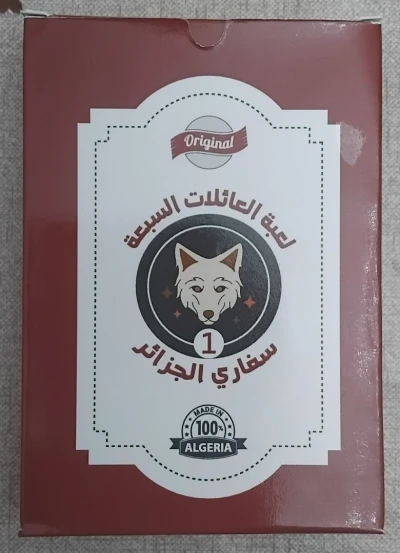 Original
لعبة العائلات السبعة
1
سفاري الجزائر
MADE IN
100%
ALGERIA